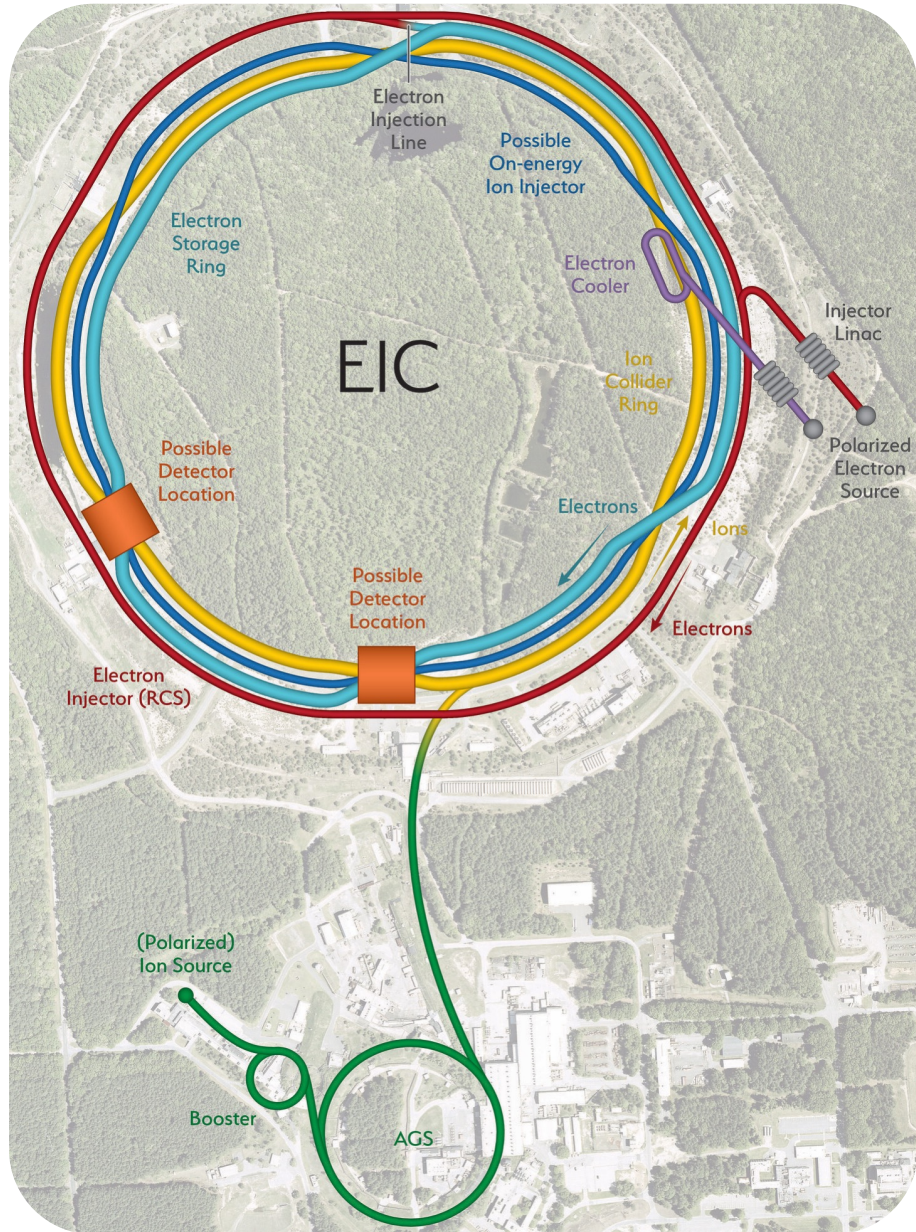 Electron
Injection
Line
Possible
On-energy
Ion Injector
Electron
Storage
Ring
Electron
Cooler
Injector
Linac
EIC
Ion
Collider
Ring
Polarized
Electron
Source
Possible
Detector
Location
Electrons
Ions
Possible
Detector
Location
Electrons
Electron
Injector (RCS)
(Polarized)
Ion Source
Booster
AGS